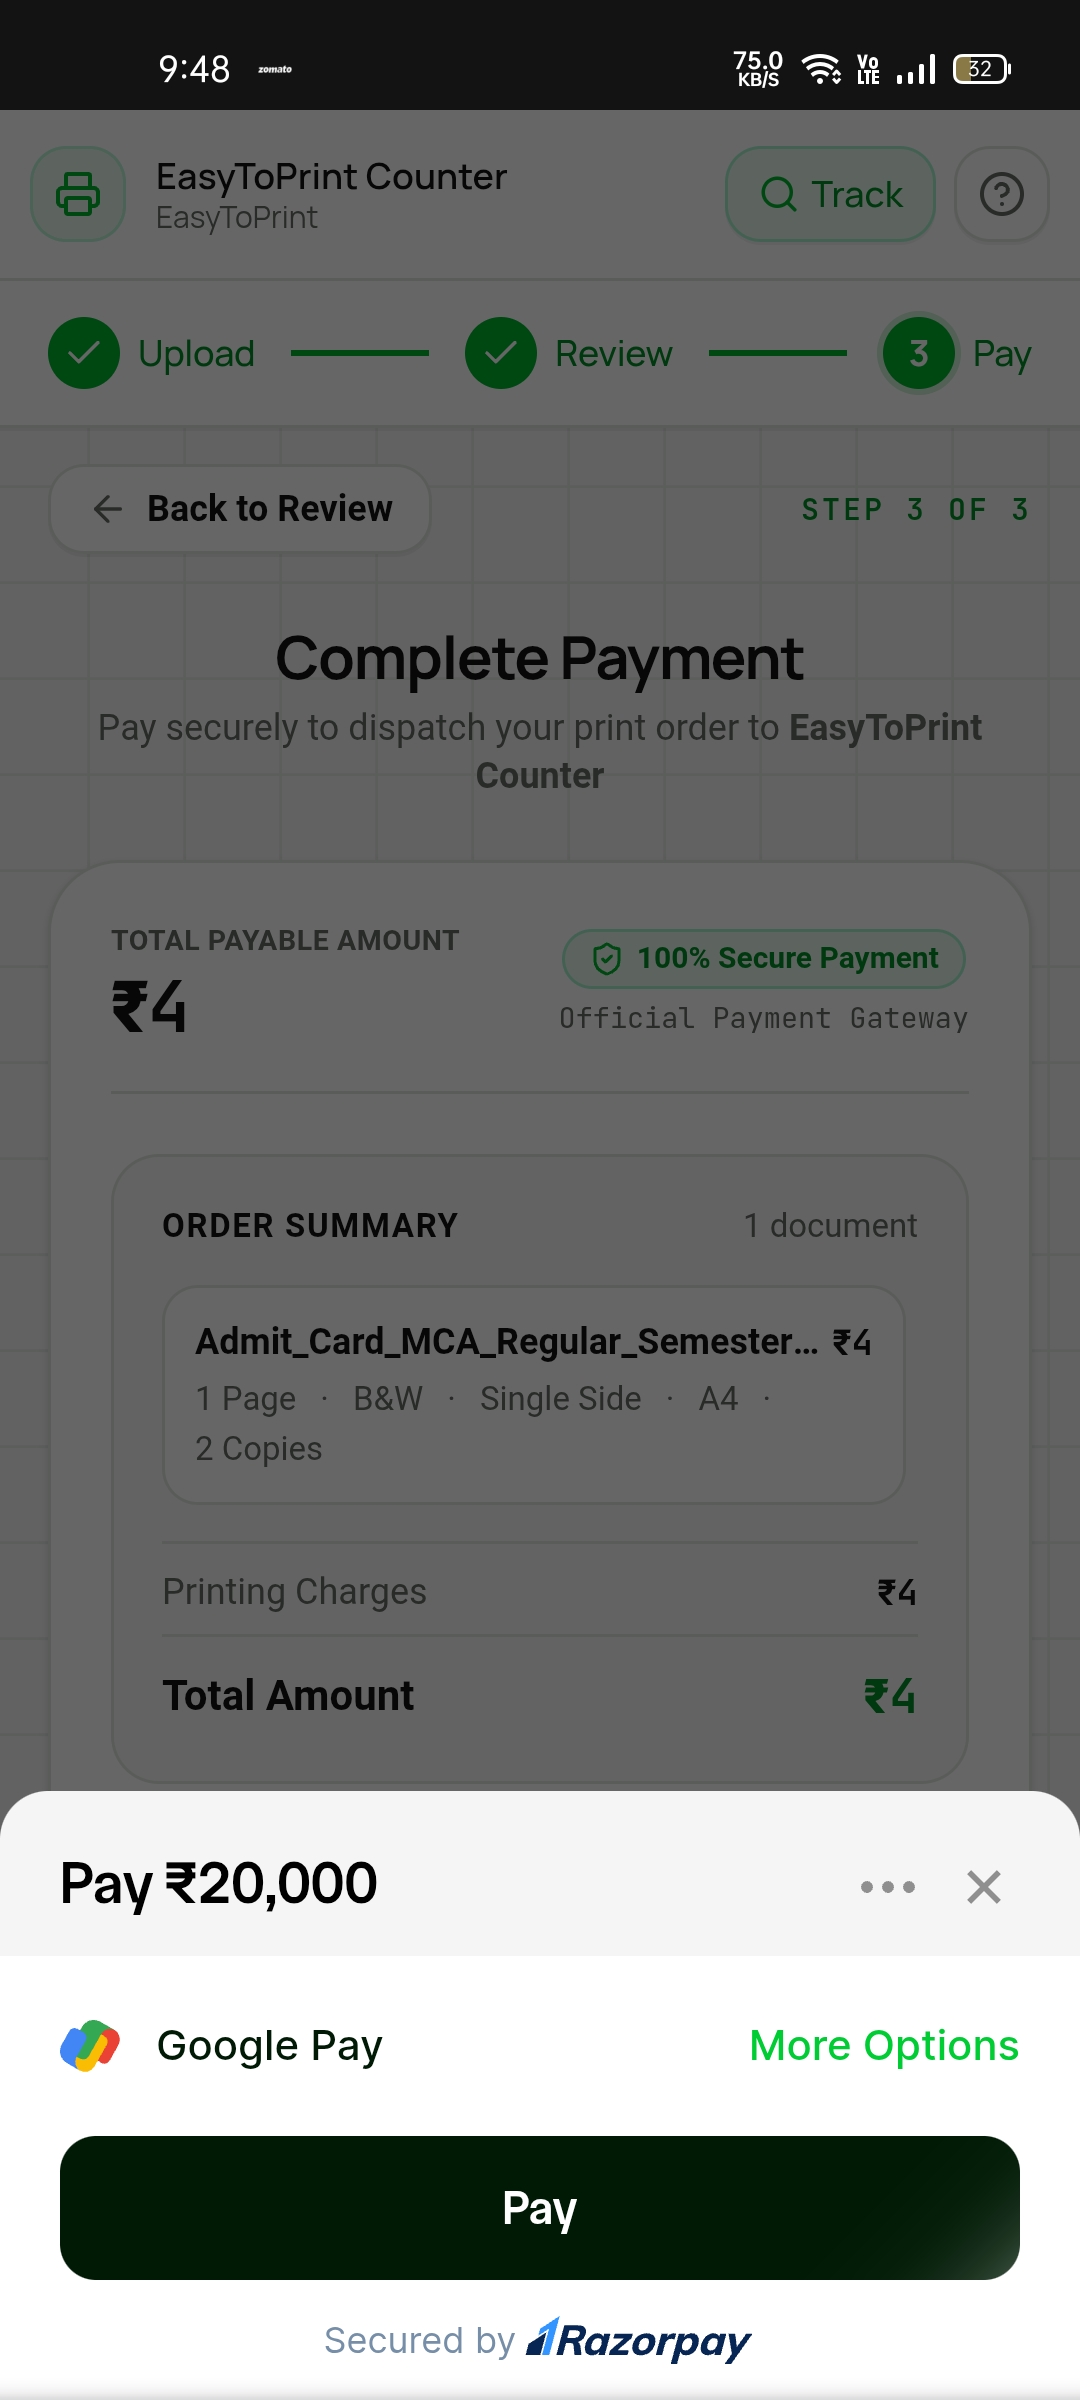 9:48
zomato
75.0
KB/S
Vo
LTE
32
EasyToPrint Counter
EasyToPrint
Track
Upload
Review
3
Pay
Back to Review
STEP 3 OF 3
Complete Payment
Pay securely to dispatch your print order to EasyToPrint
Counter
TOTAL PAYABLE AMOUNT
₹4
100% Secure Payment
Official Payment Gateway
ORDER SUMMARY
1 document
Admit_Card_MCA_Regular_Semester... ₹4
1 Page · B&W · Single Side · A4 ·
2 Copies
Printing Charges ₹4
Total Amount ₹4
Pay ₹20,000
Google Pay
More Options
Pay
Secured by Razorpay